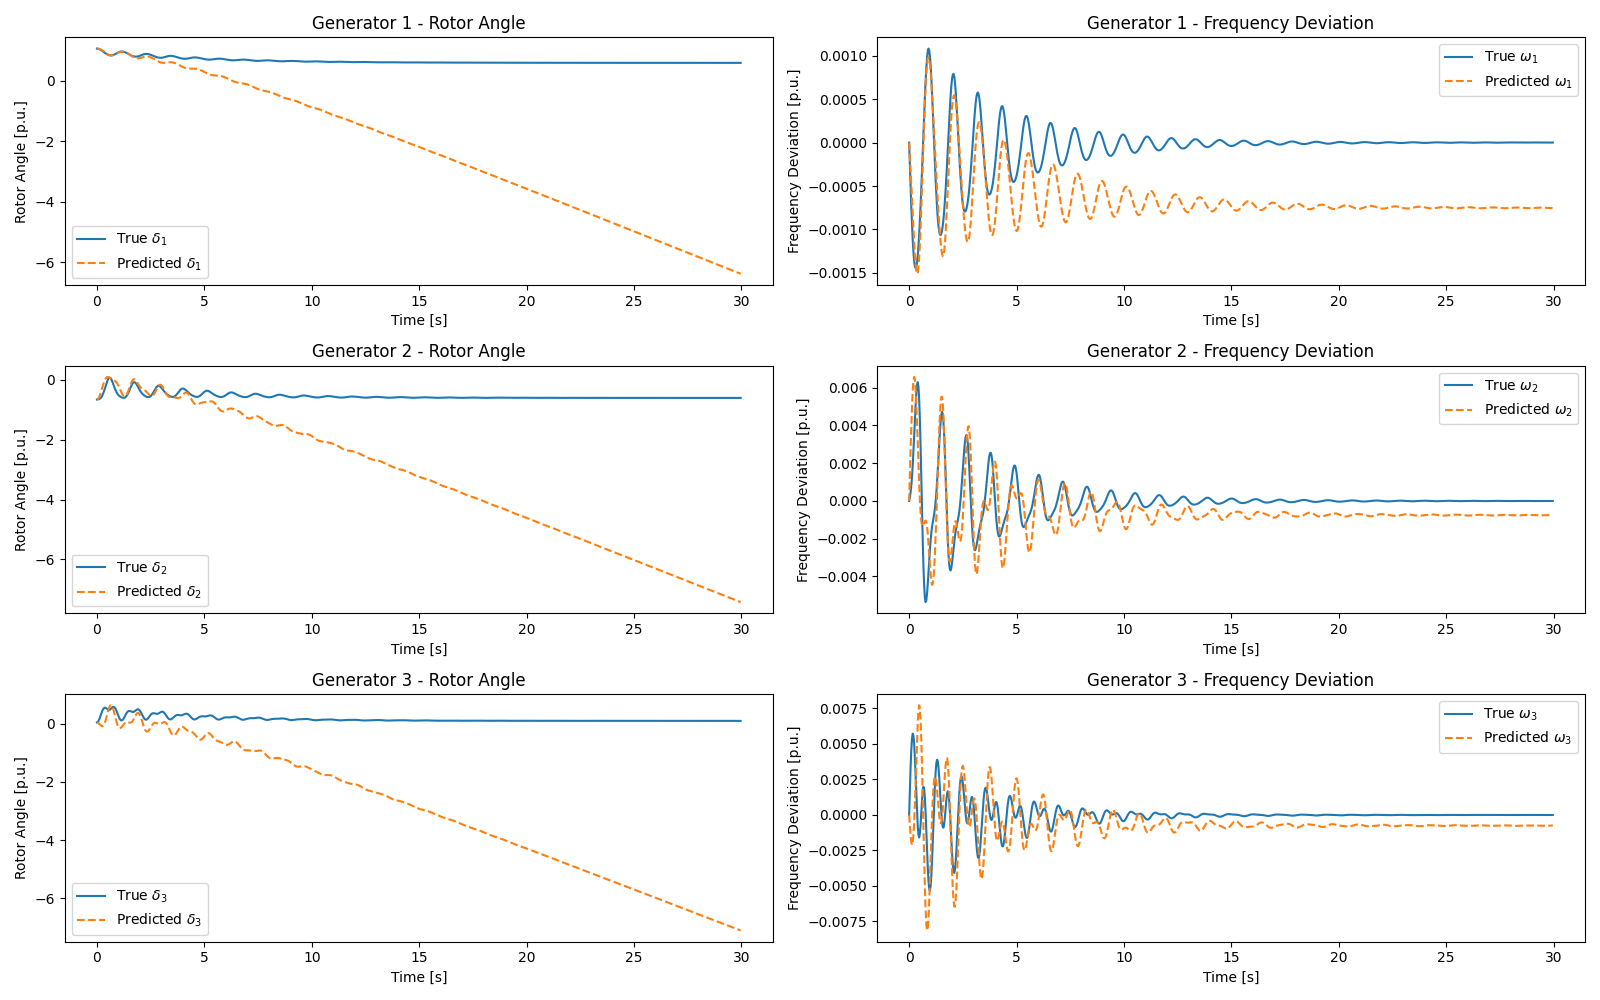 Generator 1 - Rotor Angle
Rotor Angle [p.u.]
0
−2
−4
−6
True δ1
Predicted δ1
0 5 10 15 20 25 30
Time [s]
Generator 1 - Frequency Deviation
Frequency Deviation [p.u.]
0.0010
0.0005
0.0000
−0.0005
−0.0010
−0.0015
True ω1
Predicted ω1
0 5 10 15 20 25 30
Time [s]
Generator 2 - Rotor Angle
Rotor Angle [p.u.]
0
−2
−4
−6
True δ2
Predicted δ2
0 5 10 15 20 25 30
Time [s]
Generator 2 - Frequency Deviation
Frequency Deviation [p.u.]
0.006
0.004
0.002
0.000
−0.002
−0.004
True ω2
Predicted ω2
0 5 10 15 20 25 30
Time [s]
Generator 3 - Rotor Angle
Rotor Angle [p.u.]
0
−2
−4
−6
True δ3
Predicted δ3
0 5 10 15 20 25 30
Time [s]
Generator 3 - Frequency Deviation
Frequency Deviation [p.u.]
0.0075
0.0050
0.0025
0.0000
−0.0025
−0.0050
−0.0075
True ω3
Predicted ω3
0 5 10 15 20 25 30
Time [s]